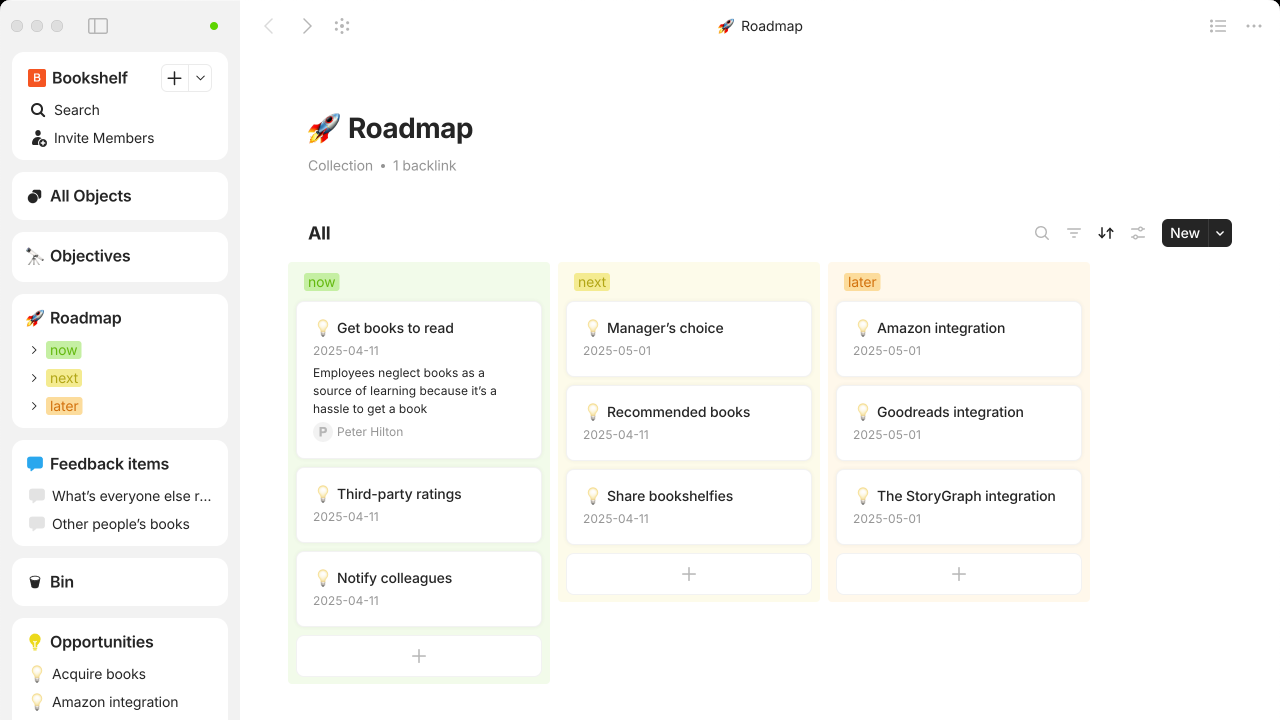 🚀 Roadmap
B Bookshelf
Search
Invite Members
All Objects
Objectives
Roadmap
now
next
later
Feedback items
What’s everyone else r...
Other people’s books
Bin
Opportunities
Acquire books
Amazon integration
🚀 Roadmap
Collection • 1 backlink
All
New
now
Get books to read
2025-04-11
Employees neglect books as a
source of learning because it’s a
hassle to get a book
P Peter Hilton
Third-party ratings
2025-04-11
Notify colleagues
2025-04-11
next
Manager’s choice
2025-05-01
Recommended books
2025-04-11
Share bookshelfies
2025-04-11
later
Amazon integration
2025-05-01
Goodreads integration
2025-05-01
The StoryGraph integration
2025-05-01